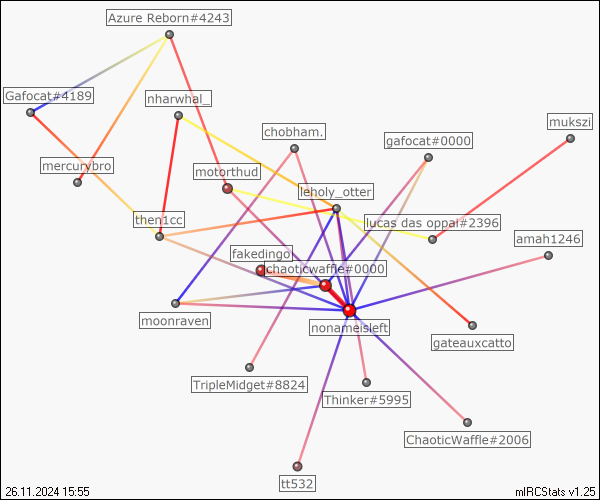 Azure Reborn#4243
Gafocat#4189
nharwhal_
mukszi
chobham.
gafocat#0000
mercurybro
motorthud
leholy_otter
then1cc
lucas das oppai#2396
amah1246
fakedingo
chaoticwaffle#0000
moonraven
nonameisleft
gateauxcatto
TripleMidget#8824
Thinker#5995
ChaoticWaffle#2006
tt532
26.11.2024 15:55
mIRCStats v1.25